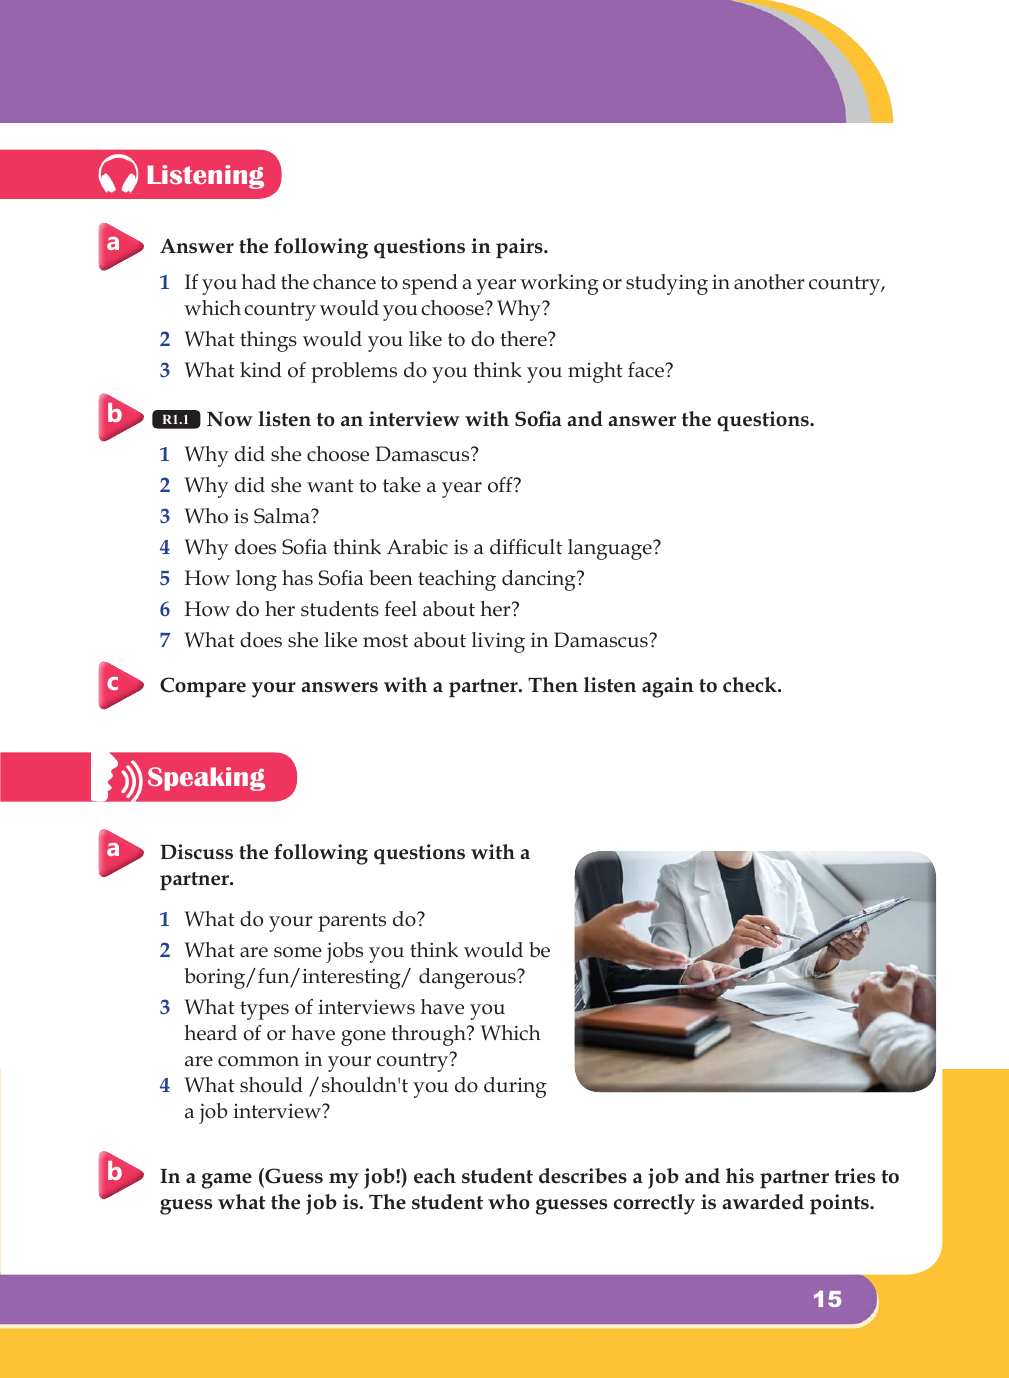 Listening
a
Answer the following questions in pairs.
1 If you had the chance to spend a year working or studying in another country,
which country would you choose? Why?
2 What things would you like to do there?
3 What kind of problems do you think you might face?
b
R1.1 Now listen to an interview with Sofia and answer the questions.
1 Why did she choose Damascus?
2 Why did she want to take a year off?
3 Who is Salma?
4 Why does Sofia think Arabic is a difficult language?
5 How long has Sofia been teaching dancing?
6 How do her students feel about her?
7 What does she like most about living in Damascus?
c
Compare your answers with a partner. Then listen again to check.
Speaking
a
Discuss the following questions with a
partner.
1 What do your parents do?
2 What are some jobs you think would be
boring/fun/interesting/ dangerous?
3 What types of interviews have you
heard of or have gone through? Which
are common in your country?
4 What should /shouldn't you do during
a job interview?
b
In a game (Guess my job!) each student describes a job and his partner tries to
guess what the job is. The student who guesses correctly is awarded points.
15